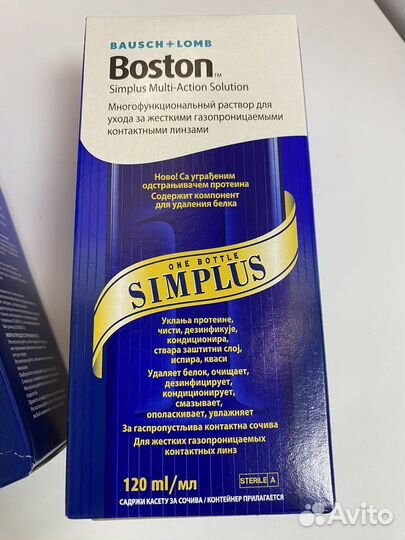 BAUSCH+LOMB
Boston™
Simplus Multi-Action Solution
Многофункциональный раствор для
ухода за жесткими газопроницаемыми
контактными линзами
Ново! Са уграђеним
одстрањивачем протеина
Содержит компонент
для удаления белка
ONE BOTTLE
SIMPLUS
Уклања протеине,
чисти, дезинфикује,
кондиционира,
ствара заштитни слој,
испира, кваси
Удаляет белок, очищает,
дезинфицирует,
кондиционирует,
смазывает,
ополаскивает, увлажняет
За гаспропустљива контактна сочива
Для жестких газопроницаемых
контактных линз
120 ml/мл
STERILE A
САДРЖИ КАСЕТУ ЗА СОЧИВА / КОНТЕЙНЕР ПРИЛАГАЕТСЯ
Avito